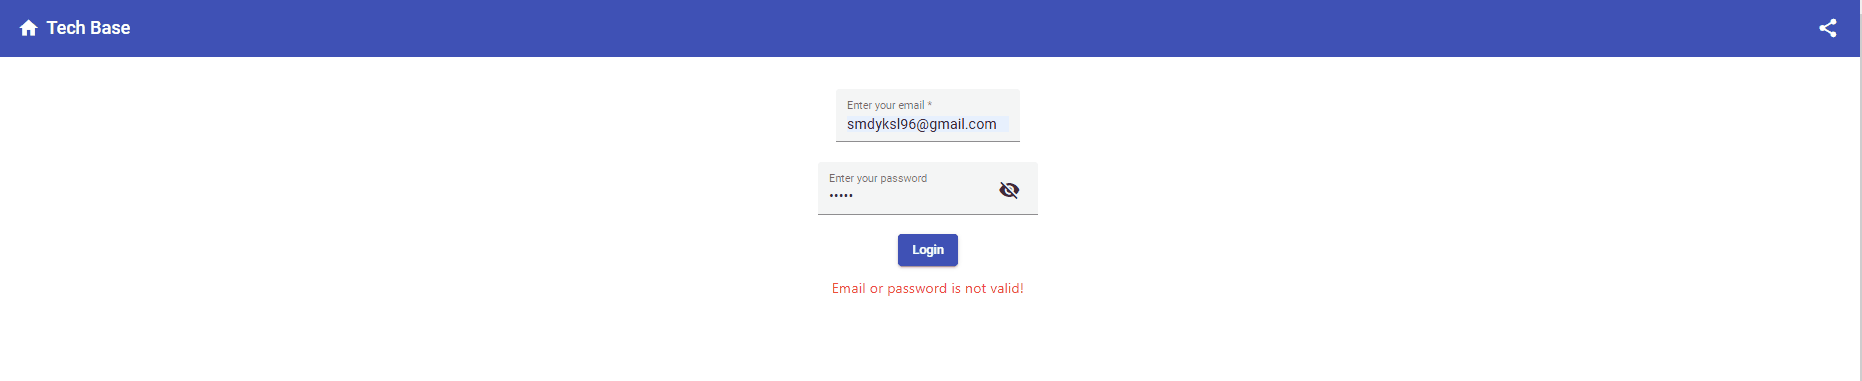 Tech Base
Enter your email *
smdyksl96@gmail.com
Enter your password
•••••
Login
Email or password is not valid!